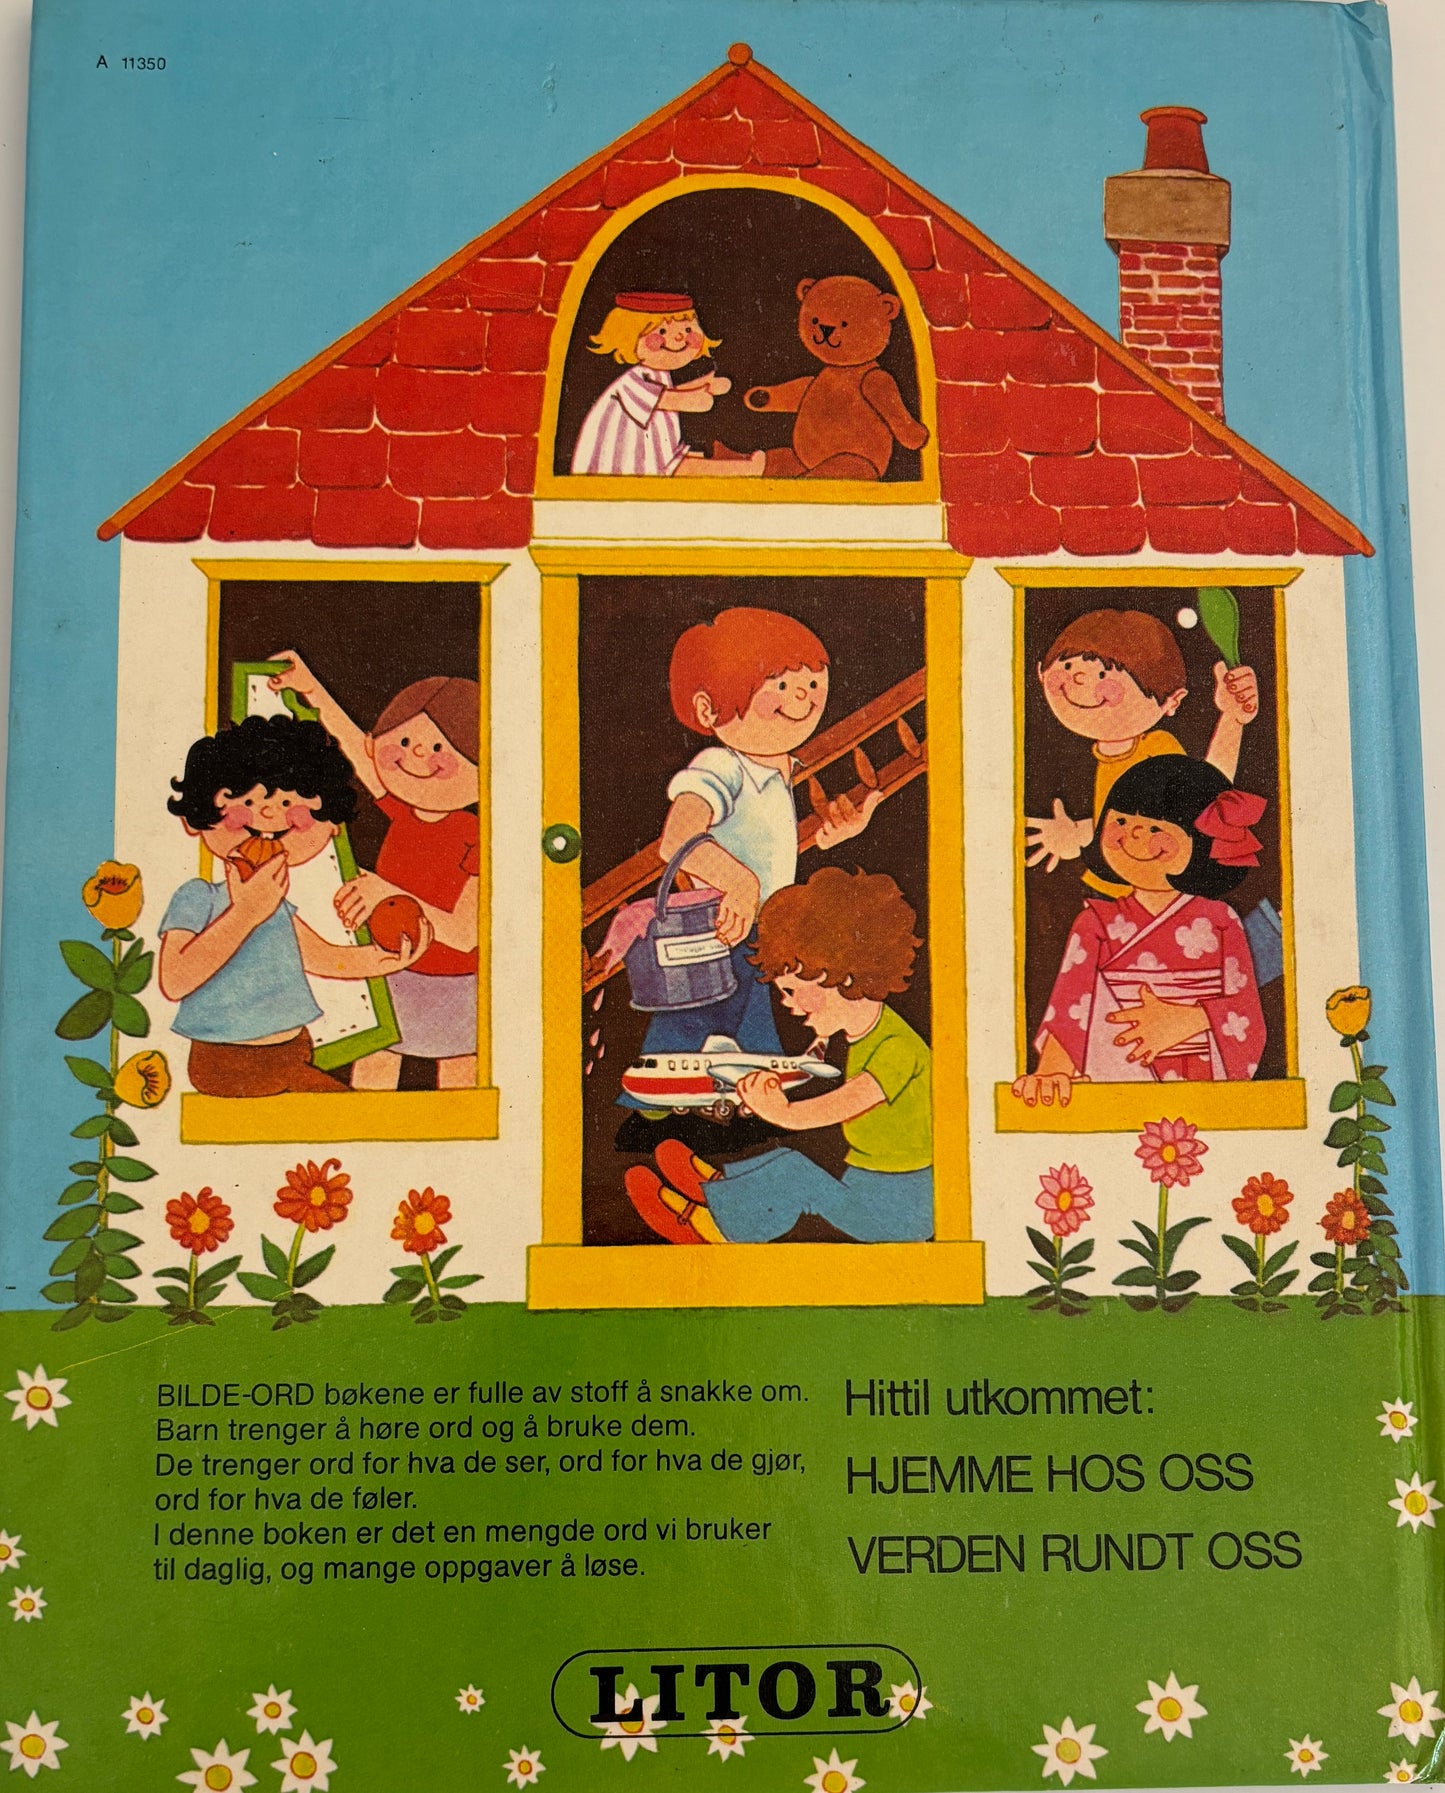 A 11350
BILDE-ORD bøkene er fulle av stoff å snakke om.
Barn trenger å høre ord og å bruke dem.
De trenger ord for hva de ser, ord for hva de gjør,
ord for hva de føler.
I denne boken er det en mengde ord vi bruker
til daglig, og mange oppgaver å løse.
Hittil utkommet:
HJEMME HOS OSS
VERDEN RUNDT OSS
LITOR